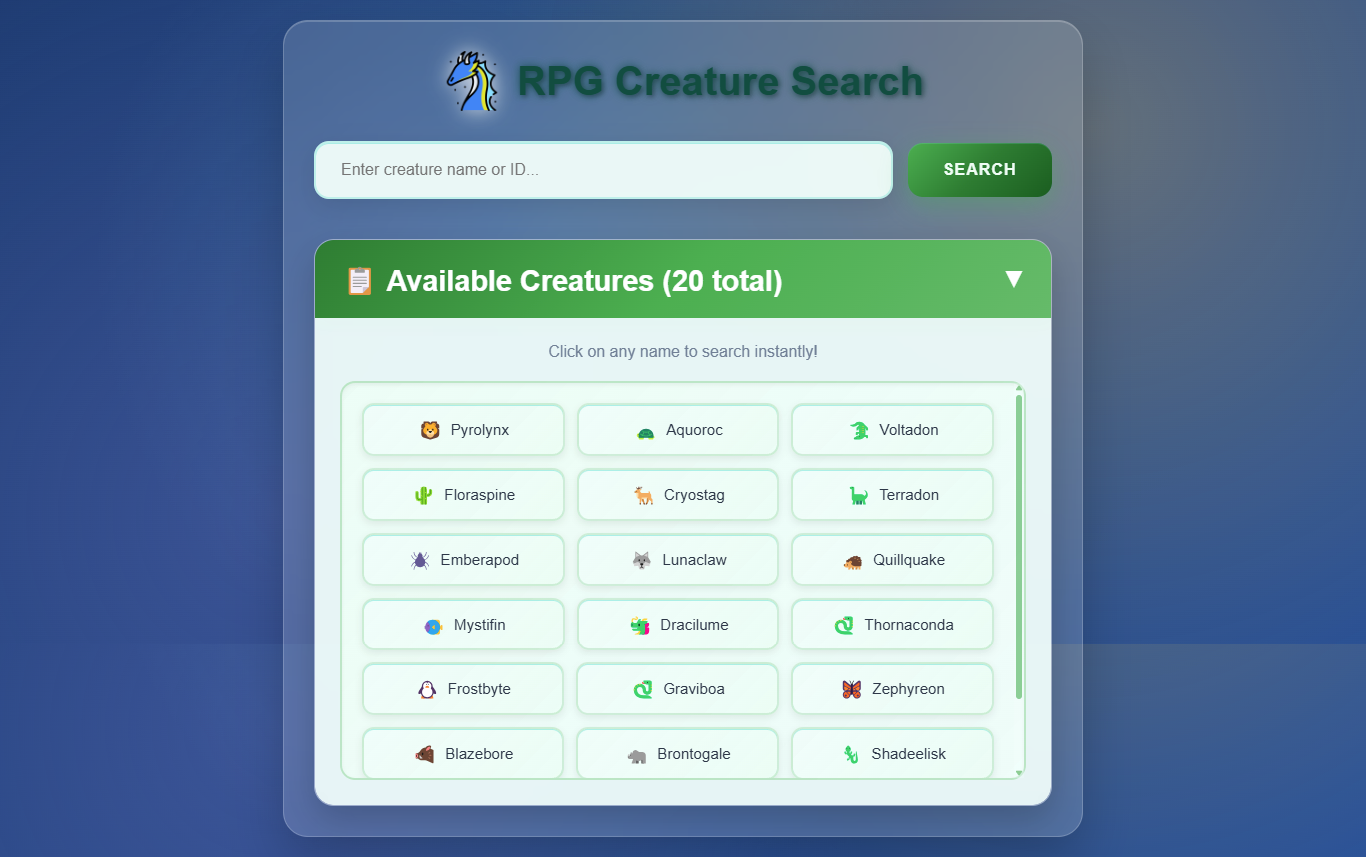 RPG Creature Search
Enter creature name or ID...
SEARCH
Available Creatures (20 total)
Click on any name to search instantly!
Pyrolynx
Aquoroc
Voltadon
Floraspine
Cryostag
Terradon
Emberapod
Lunaclaw
Quillquake
Mystifin
Dracilume
Thornaconda
Frostbyte
Graviboa
Zephyreon
Blazebore
Brontogale
Shadeelisk